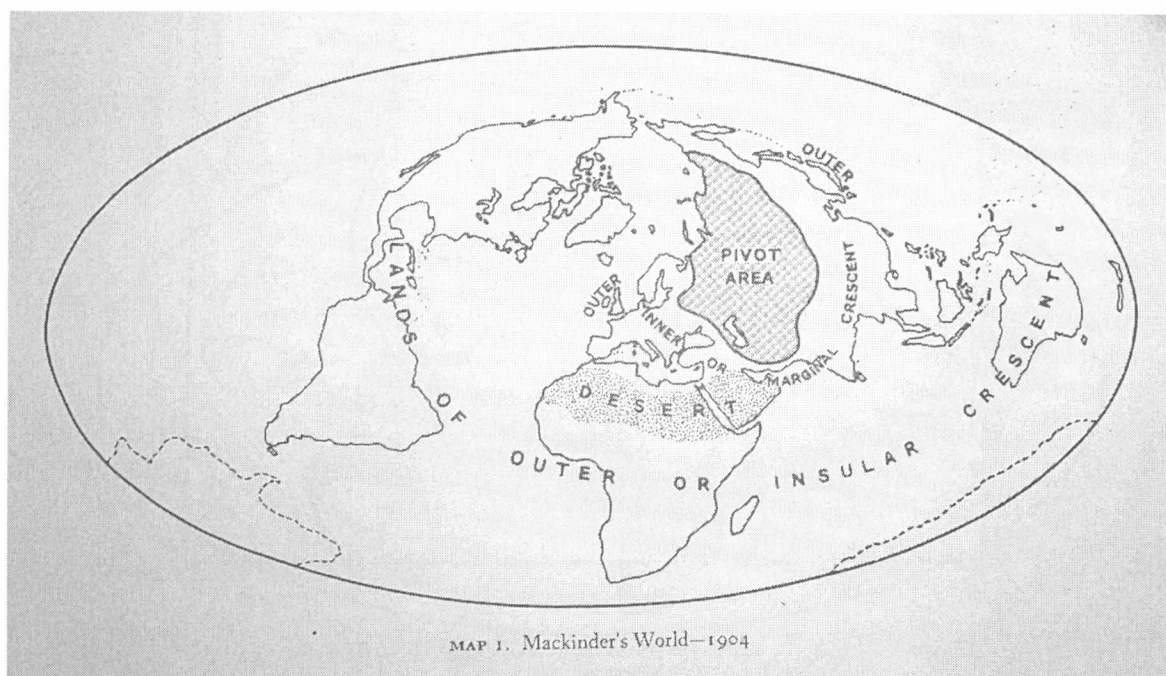 OUTER
PIVOT
AREA
CRESCENT
OUTER
INNER
OR
MARGINAL
DESERT
LANDS
OF
OUTER OR INSULAR CRESCENT
MAP 1. Mackinder's World—1904